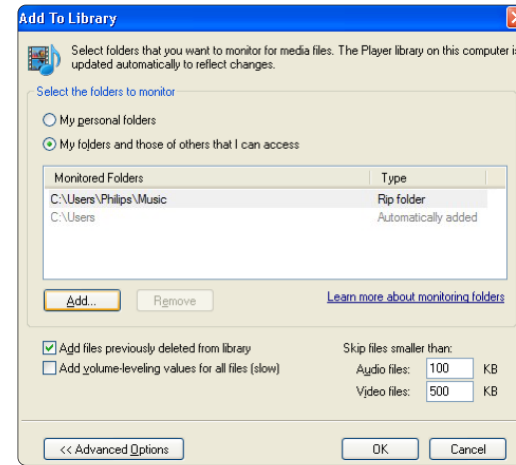 Add To Library
Select folders that you want to monitor for media files. The Player library on this computer is
updated automatically to reflect changes.
Select the folders to monitor
My personal folders
My folders and those of others that I can access
Monitored Folders Type
C:\Users\Philips\Music Rip folder
C:\Users Automatically added
Add... Remove Learn more about monitoring folders
Add files previously deleted from library
Add volume-leveling values for all files (slow)
Skip files smaller than:
Audio files: 100 KB
Video files: 500 KB
<< Advanced Options OK Cancel